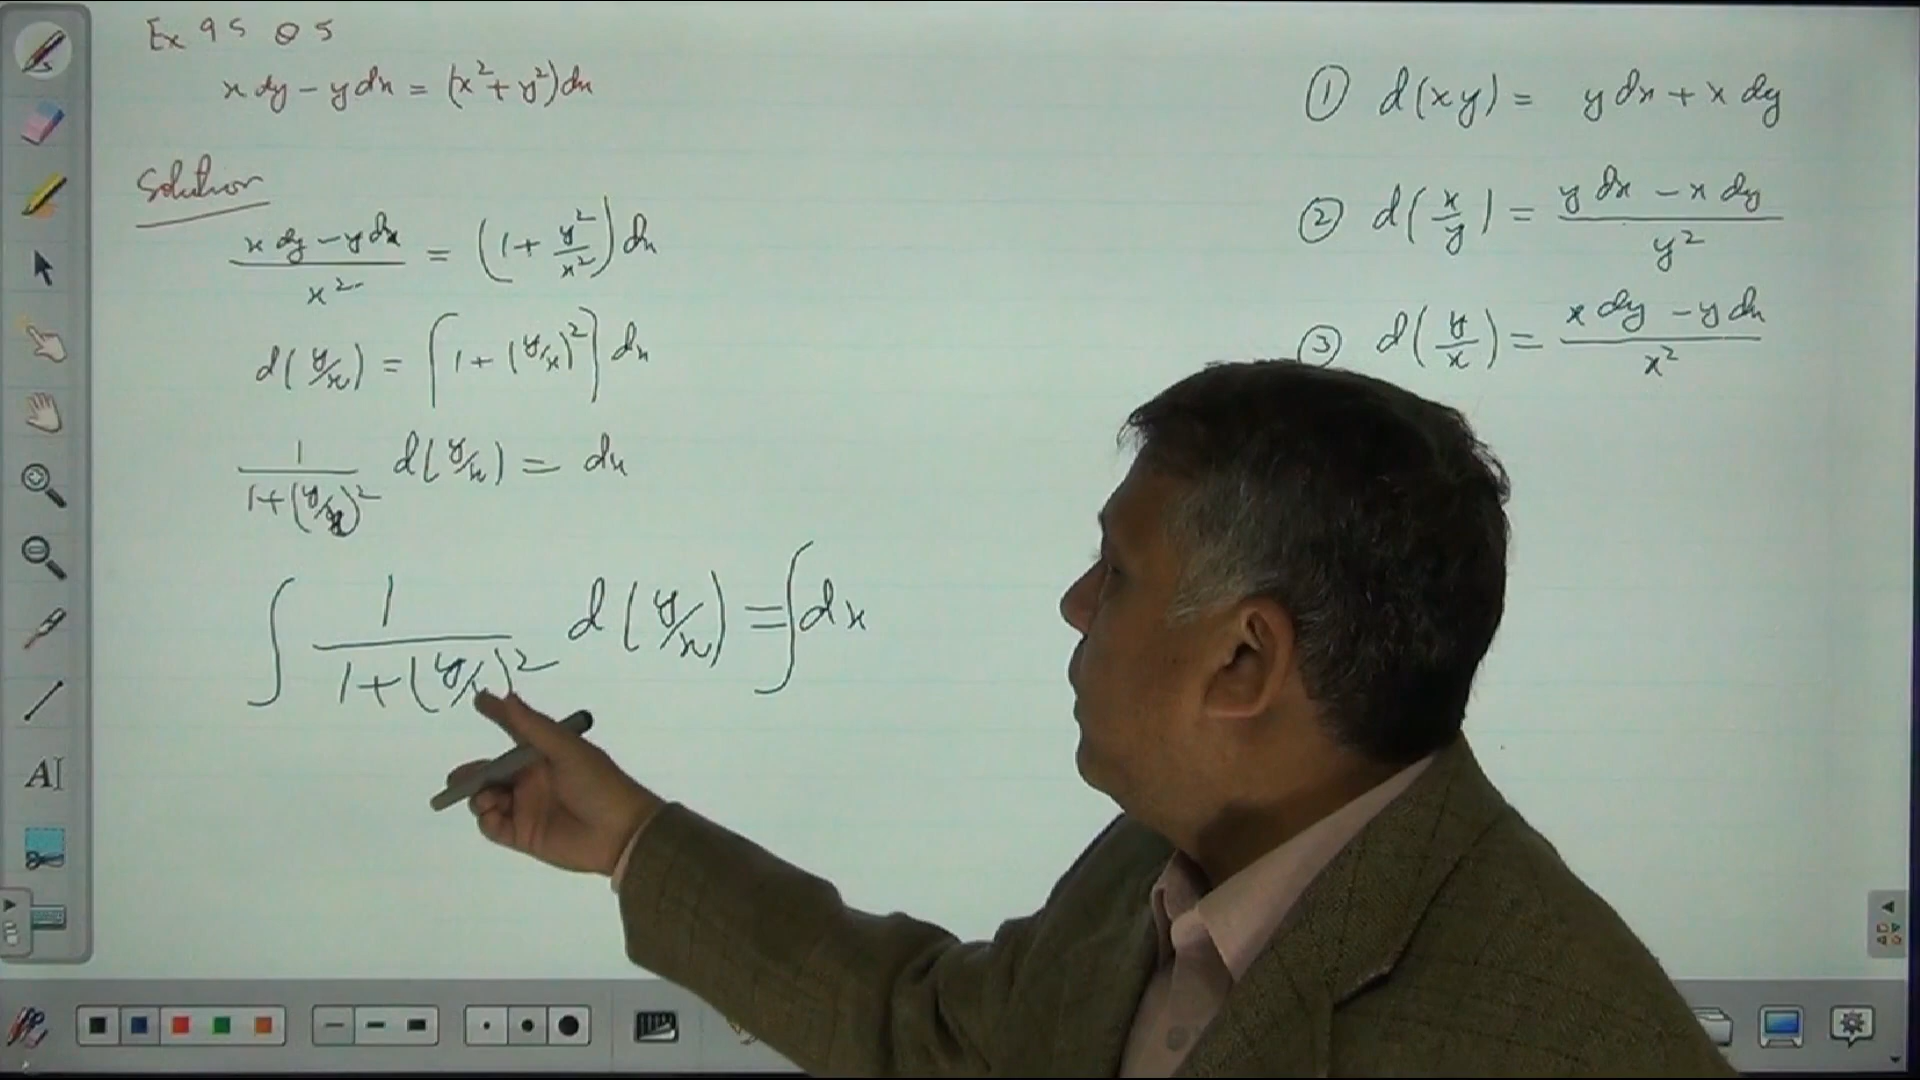 Ex 9 5 Q 5
x dy - y dx = (x² + y²) dx
Solution
(x dy - y dx)/x² = (1 + y²/x²) dx
d(y/x) = [1 + (y/x)²] dx
1/(1+(y/x)²) d(y/x) = dx
∫ 1/(1+(y/x)²) d(y/x) = ∫ dx
① d(xy) = y dx + x dy
② d(x/y) = (y dx - x dy)/y²
③ d(y/x) = (x dy - y dx)/x²
A